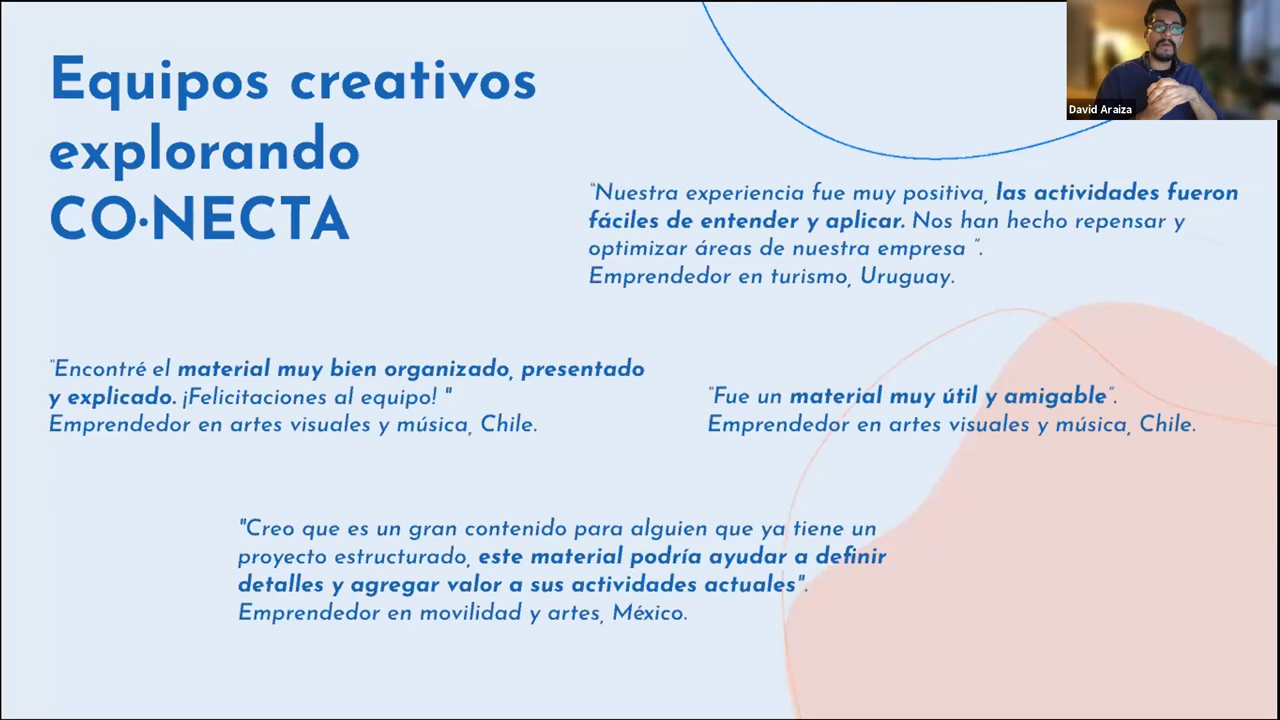 Equipos creativos
explorando
CO·NECTA
David Araiza
“Nuestra experiencia fue muy positiva, las actividades fueron
fáciles de entender y aplicar. Nos han hecho repensar y
optimizar áreas de nuestra empresa ”.
Emprendedor en turismo, Uruguay.
“Encontré el material muy bien organizado, presentado
y explicado. ¡Felicitaciones al equipo! "
Emprendedor en artes visuales y música, Chile.
“Fue un material muy útil y amigable”.
Emprendedor en artes visuales y música, Chile.
"Creo que es un gran contenido para alguien que ya tiene un
proyecto estructurado, este material podría ayudar a definir
detalles y agregar valor a sus actividades actuales".
Emprendedor en movilidad y artes, México.